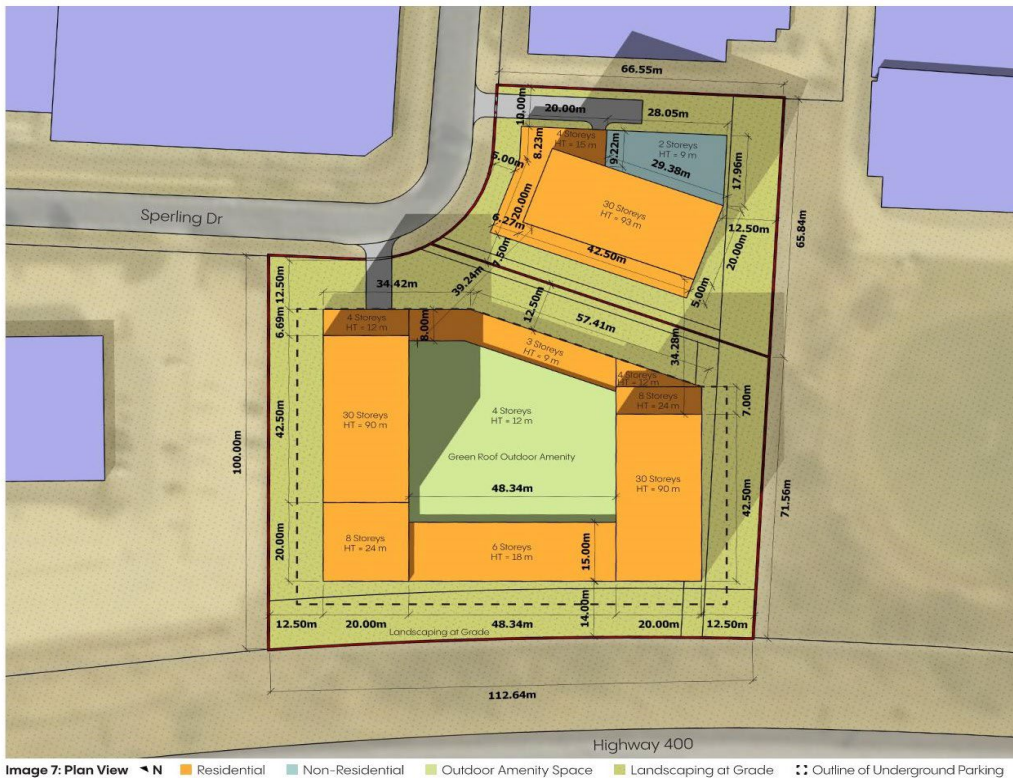 66.55m
10.00m
20.00m
28.05m
4 Storeys
HT = 15 m
8.23m
9.22m
2 Storeys
HT = 9 m
29.38m
17.96m
5.00m
20.00m
30 Storeys
HT = 93 m
Sperling Dr
6.27m
12.50m
65.84m
20.00m
42.50m
7.50m
5.00m
12.50m
34.42m
39.24m
12.50m
57.41m
34.28m
6.69m
4 Storeys
HT = 12 m
8.00m
3 Storeys
HT = 9 m
4 Storeys
HT = 12 m
8 Storeys
HT = 24 m
7.00m
30 Storeys
HT = 90 m
4 Storeys
HT = 12 m
42.50m
100.00m
Green Roof Outdoor Amenity
48.34m
30 Storeys
HT = 90 m
42.50m
71.56m
8 Storeys
HT = 24 m
20.00m
6 Storeys
HT = 18 m
15.00m
14.00m
12.50m
20.00m
Landscaping at Grade
48.34m
20.00m
12.50m
112.64m
Highway 400
Image 7: Plan View N Residential Non-Residential Outdoor Amenity Space Landscaping at Grade Outline of Underground Parking